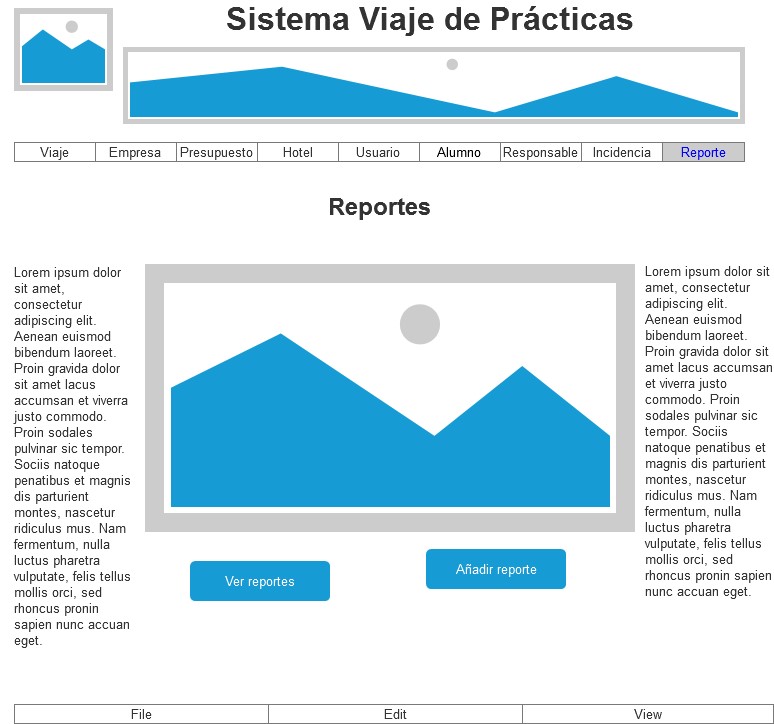 Sistema Viaje de Prácticas
Viaje Empresa Presupuesto Hotel Usuario Alumno Responsable Incidencia Reporte
Reportes
Lorem ipsum dolor
sit amet,
consectetur
adipiscing elit.
Aenean euismod
bibendum laoreet.
Proin gravida dolor
sit amet lacus
accumsan et viverra
justo commodo.
Proin sodales
pulvinar sic tempor.
Sociis natoque
penatibus et magnis
dis parturient
montes, nascetur
ridiculus mus. Nam
fermentum, nulla
luctus pharetra
vulputate, felis tellus
mollis orci, sed
rhoncus pronin
sapien nunc accuan
eget.
Lorem ipsum dolor sit
amet, consectetur
adipiscing elit.
Aenean euismod
bibendum laoreet.
Proin gravida dolor sit
amet lacus accumsan
et viverra justo
commodo. Proin
sodales pulvinar sic
tempor. Sociis
natoque penatibus et
magnis dis parturient
montes, nascetur
ridiculus mus. Nam
fermentum, nulla
luctus pharetra
vulputate, felis tellus
mollis orci, sed
rhoncus pronin sapien
nunc accuan eget.
Ver reportes
Añadir reporte
File Edit View